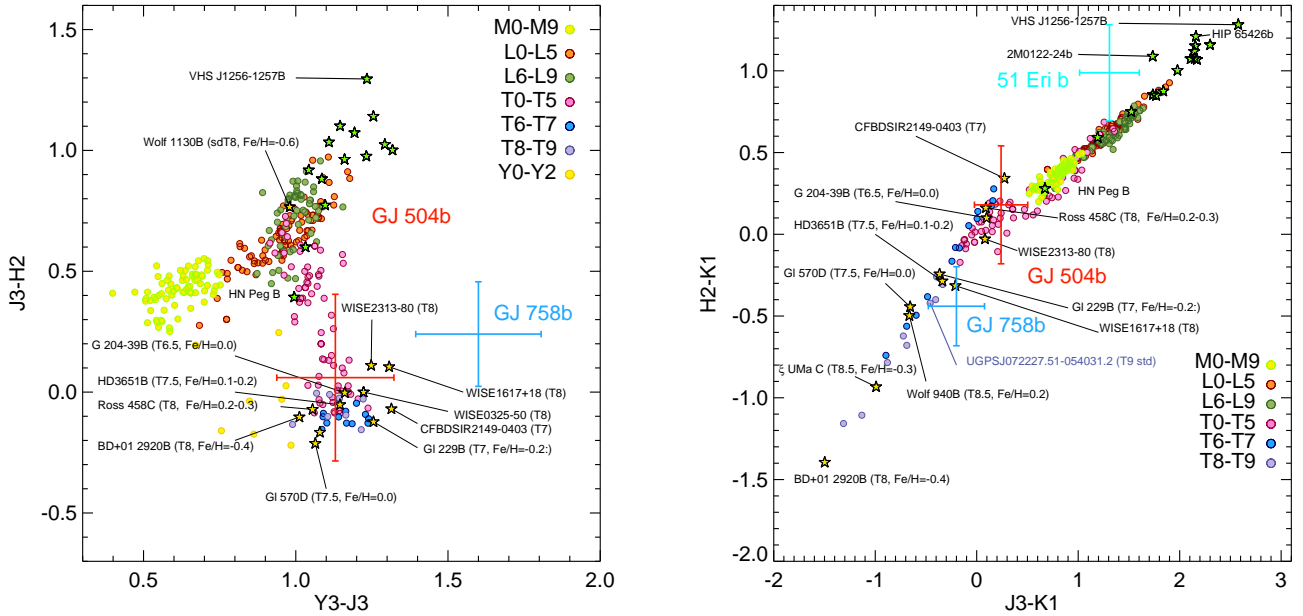 1.5
1.0
0.5
0.0
-0.5
J3-H2
0.5
1.0
1.5
2.0
Y3-J3
M0-M9
L0-L5
L6-L9
T0-T5
T6-T7
T8-T9
Y0-Y2
VHS J1256-1257B
Wolf 1130B (sdT8, Fe/H=-0.6)
GJ 504b
HN Peg B
WISE2313-80 (T8)
GJ 758b
G 204-39B (T6.5, Fe/H=0.0)
HD3651B (T7.5, Fe/H=0.1-0.2)
WISE1617+18 (T8)
Ross 458C (T8, Fe/H=0.2-0.3)
WISE0325-50 (T8)
CFBDSIR2149-0403 (T7)
BD+01 2920B (T8, Fe/H=-0.4)
Gl 229B (T7, Fe/H=-0.2:)
Gl 570D (T7.5, Fe/H=0.0)
1.0
0.5
0.0
-0.5
-1.0
-1.5
-2.0
H2-K1
-2
-1
0
1
2
3
J3-K1
VHS J1256-1257B
HIP 65426b
2M0122-24b
51 Eri b
CFBDSIR2149-0403 (T7)
G 204-39B (T6.5, Fe/H=0.0)
HN Peg B
Ross 458C (T8, Fe/H=0.2-0.3)
HD3651B (T7.5, Fe/H=0.1-0.2)
WISE2313-80 (T8)
Gl 570D (T7.5, Fe/H=0.0)
GJ 504b
Gl 229B (T7, Fe/H=-0.2:)
GJ 758b
WISE1617+18 (T8)
UGPSJ072227.51-054031.2 (T9 std)
ξ UMa C (T8.5, Fe/H=-0.3)
Wolf 940B (T8.5, Fe/H=0.2)
BD+01 2920B (T8, Fe/H=-0.4)
M0-M9
L0-L5
L6-L9
T0-T5
T6-T7
T8-T9